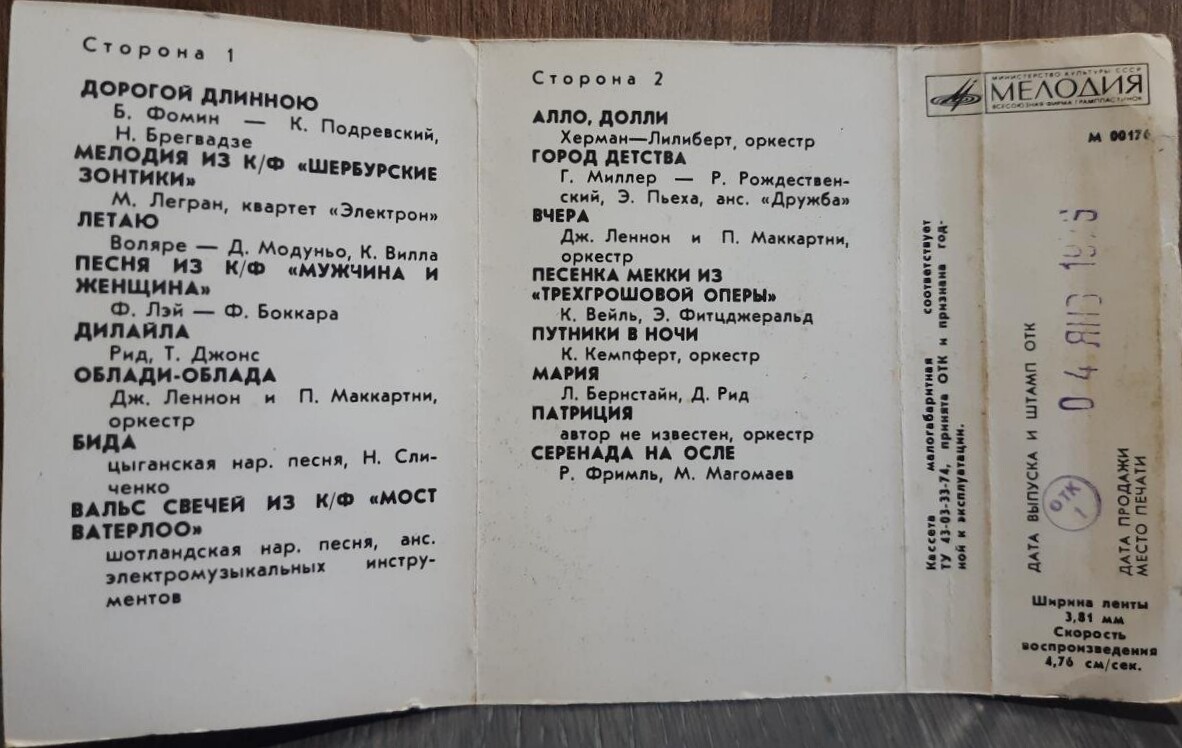 Сторона 1
ДОРОГОЙ ДЛИННОЮ
Б. Фомин — К. Подревский,
Н. Брегвадзе
МЕЛОДИЯ ИЗ К/Ф «ШЕРБУРСКИЕ
ЗОНТИКИ»
М. Легран, квартет «Электрон»
ЛЕТАЮ
Воляре — Д. Модуньо, К. Вилла
ПЕСНЯ ИЗ К/Ф «МУЖЧИНА И
ЖЕНЩИНА»
Ф. Лэй — Ф. Боккара
ДИЛАЙЛА
Рид, Т. Джонс
ОБЛАДИ-ОБЛАДА
Дж. Леннон и П. Маккартни,
оркестр
БИДА
цыганская нар. песня, Н. Сли-
ченко
ВАЛЬС СВЕЧЕЙ ИЗ К/Ф «МОСТ
ВАТЕРЛОО»
шотландская нар. песня, анс.
электромузыкальных инстру-
ментов
Сторона 2
АЛЛО, ДОЛЛИ
Херман—Лилиберт, оркестр
ГОРОД ДЕТСТВА
Г. Миллер — Р. Рождествен-
ский, Э. Пьеха, анс. «Дружба»
ВЧЕРА
Дж. Леннон и П. Маккартни,
оркестр
ПЕСЕНКА МЕККИ ИЗ
«ТРЕХГРОШОВОЙ ОПЕРЫ»
К. Вейль, Э. Фитцджеральд
ПУТНИКИ В НОЧИ
К. Кемпферт, оркестр
МАРИЯ
Л. Бернстайн, Д. Рид
ПАТРИЦИЯ
автор не известен, оркестр
СЕРЕНАДА НА ОСЛЕ
Р. Фримль, М. Магомаев
МИНИСТЕРСТВО КУЛЬТУРЫ СССР
МЕЛОДИЯ
ВСЕСОЮЗНАЯ ФИРМА ГРАМПЛАСТИНОК
М 00176
Кассета малогабаритная соответствует
ТУ 43-03-33-74, принята ОТК и признана год-
ной к эксплуатации.
ДАТА ВЫПУСКА И ШТАМП ОТК
04 ЯНВ
ОТК
1
ДАТА ПРОДАЖИ
МЕСТО ПЕЧАТИ
Ширина ленты
3,81 мм
Скорость
воспроизведения
4,76 см/сек.